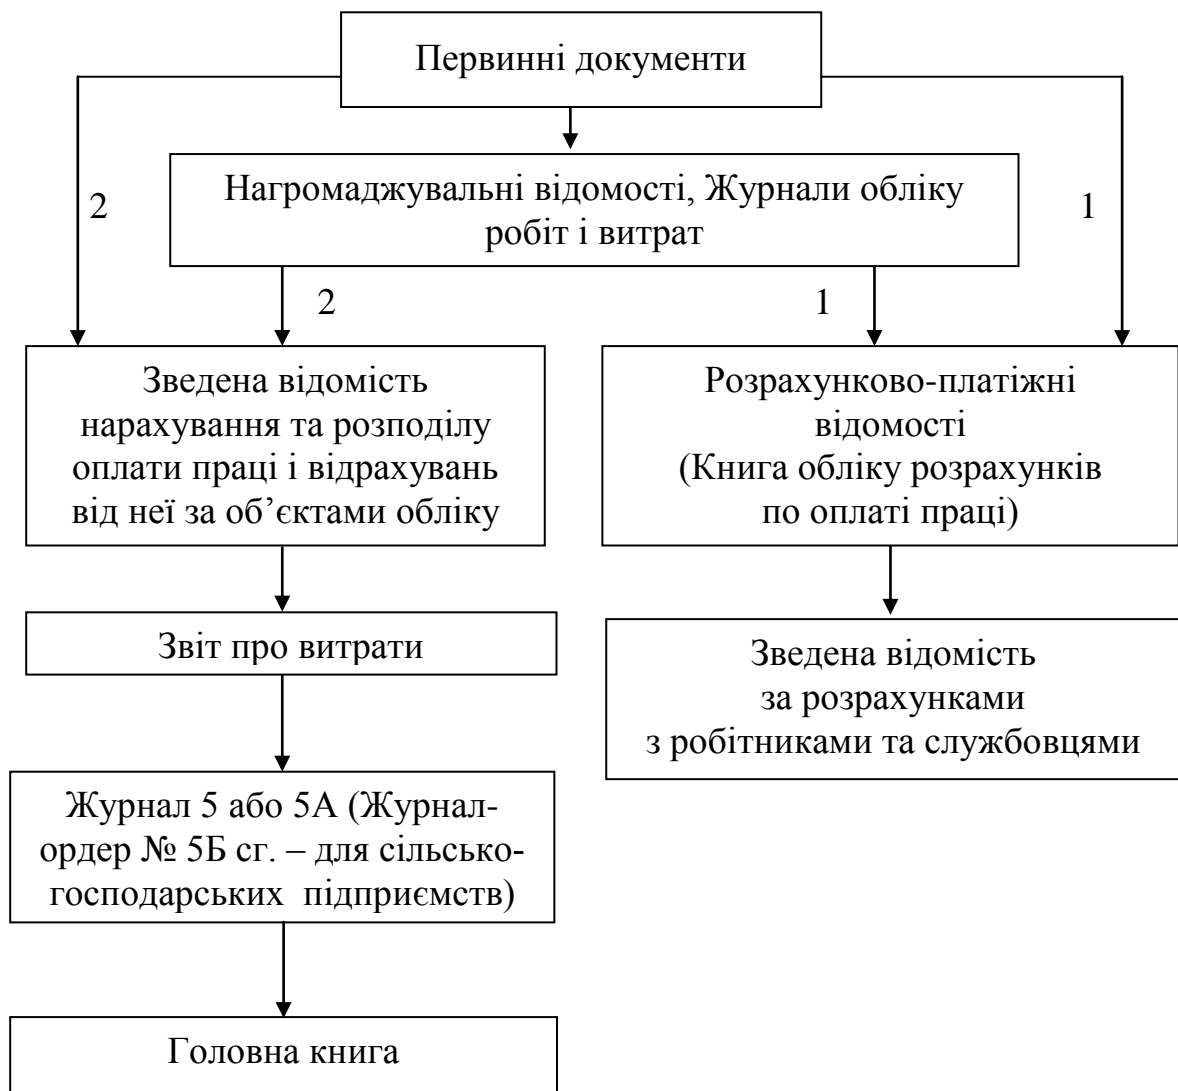 Первинні документи
2
Нагромаджувальні відомості, Журнали обліку
робіт і витрат
1
2
1
Зведена відомість
нарахування та розподілу
оплати праці і відрахувань
від неї за об’єктами обліку
Розрахунково-платіжні
відомості
(Книга обліку розрахунків
по оплаті праці)
Звіт про витрати
Зведена відомість
за розрахунками
з робітниками та службовцями
Журнал 5 або 5А (Журнал-
ордер № 5Б сг. – для сільсько-
господарських підприємств)
Головна книга